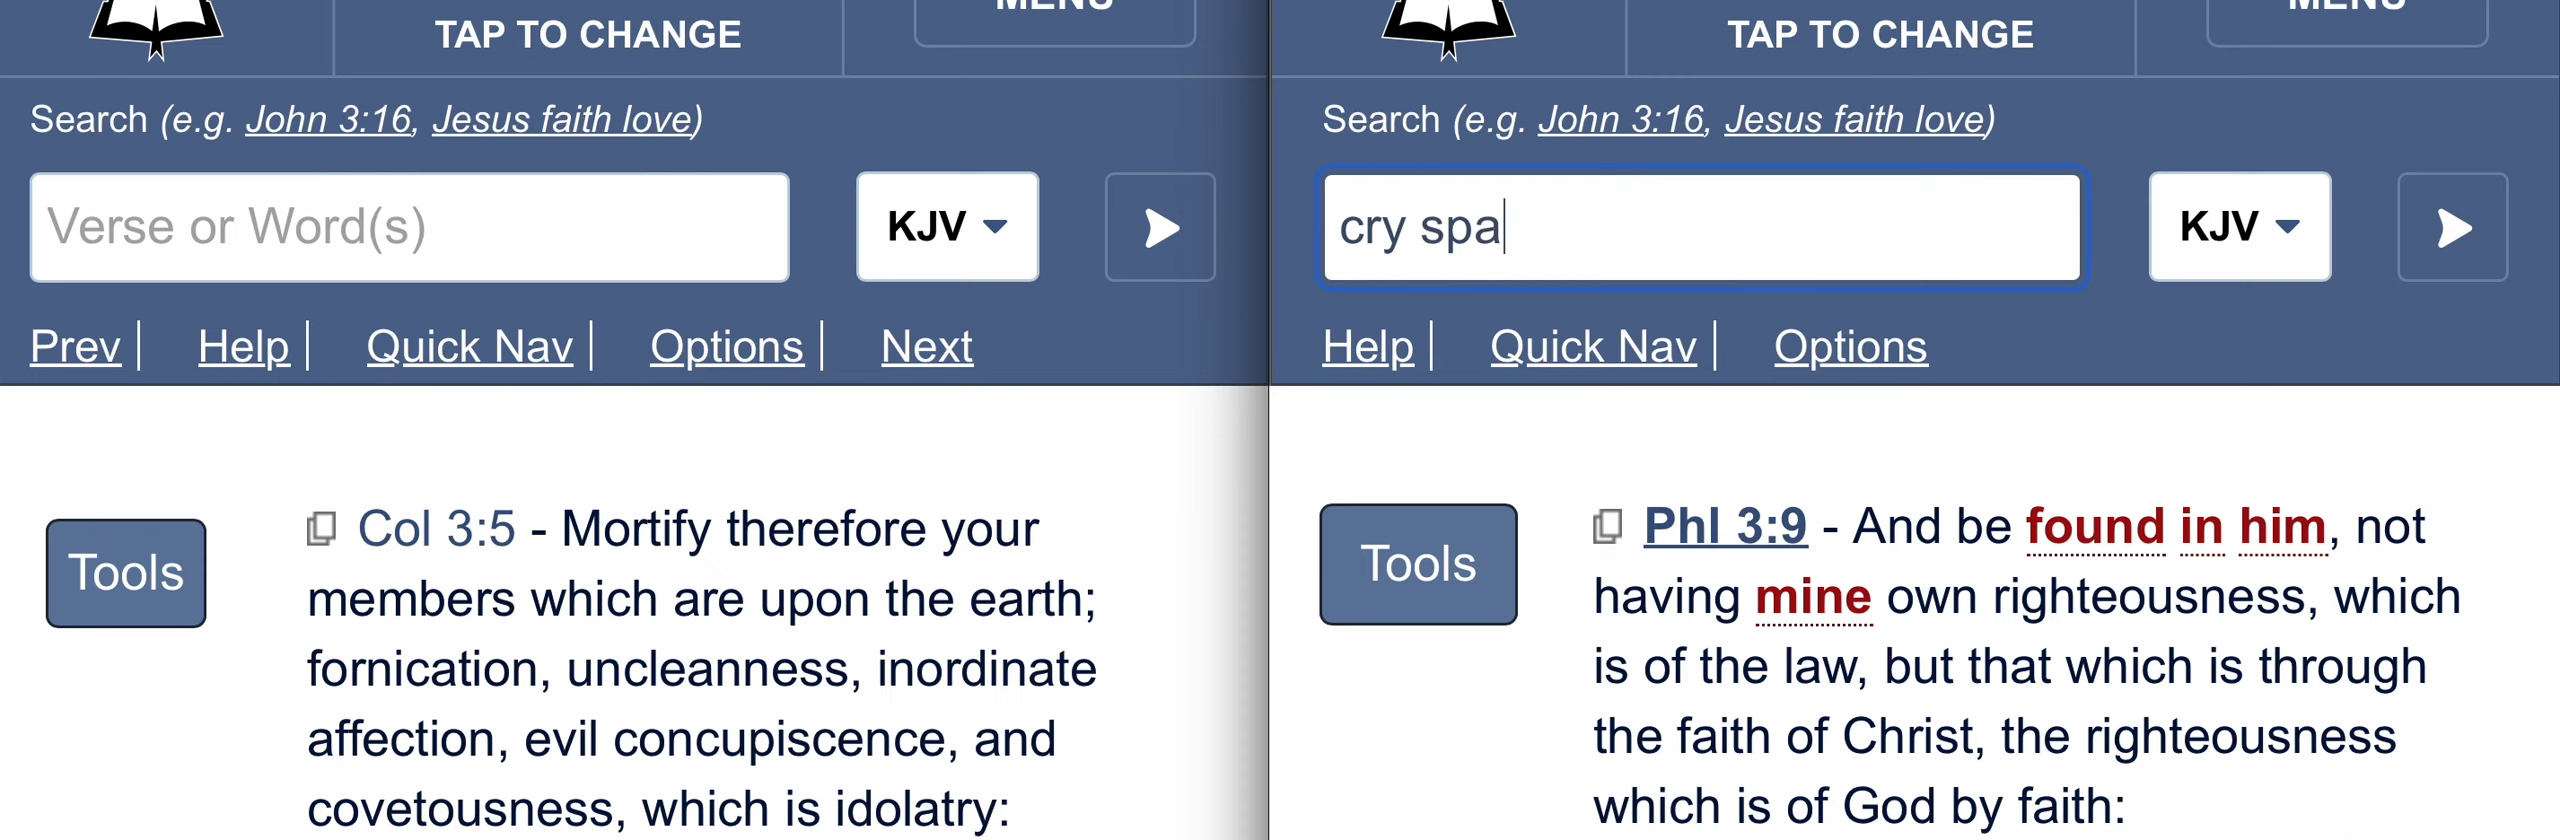 TAP TO CHANGE
MENU
Search (e.g. John 3:16, Jesus faith love)
Verse or Word(s)
KJV
Prev | Help | Quick Nav | Options | Next
Tools
Col 3:5 - Mortify therefore your
members which are upon the earth;
fornication, uncleanness, inordinate
affection, evil concupiscence, and
covetousness, which is idolatry:
TAP TO CHANGE
MENU
Search (e.g. John 3:16, Jesus faith love)
cry spa
KJV
Help | Quick Nav | Options
Tools
Phl 3:9 - And be found in him, not
having mine own righteousness, which
is of the law, but that which is through
the faith of Christ, the righteousness
which is of God by faith: